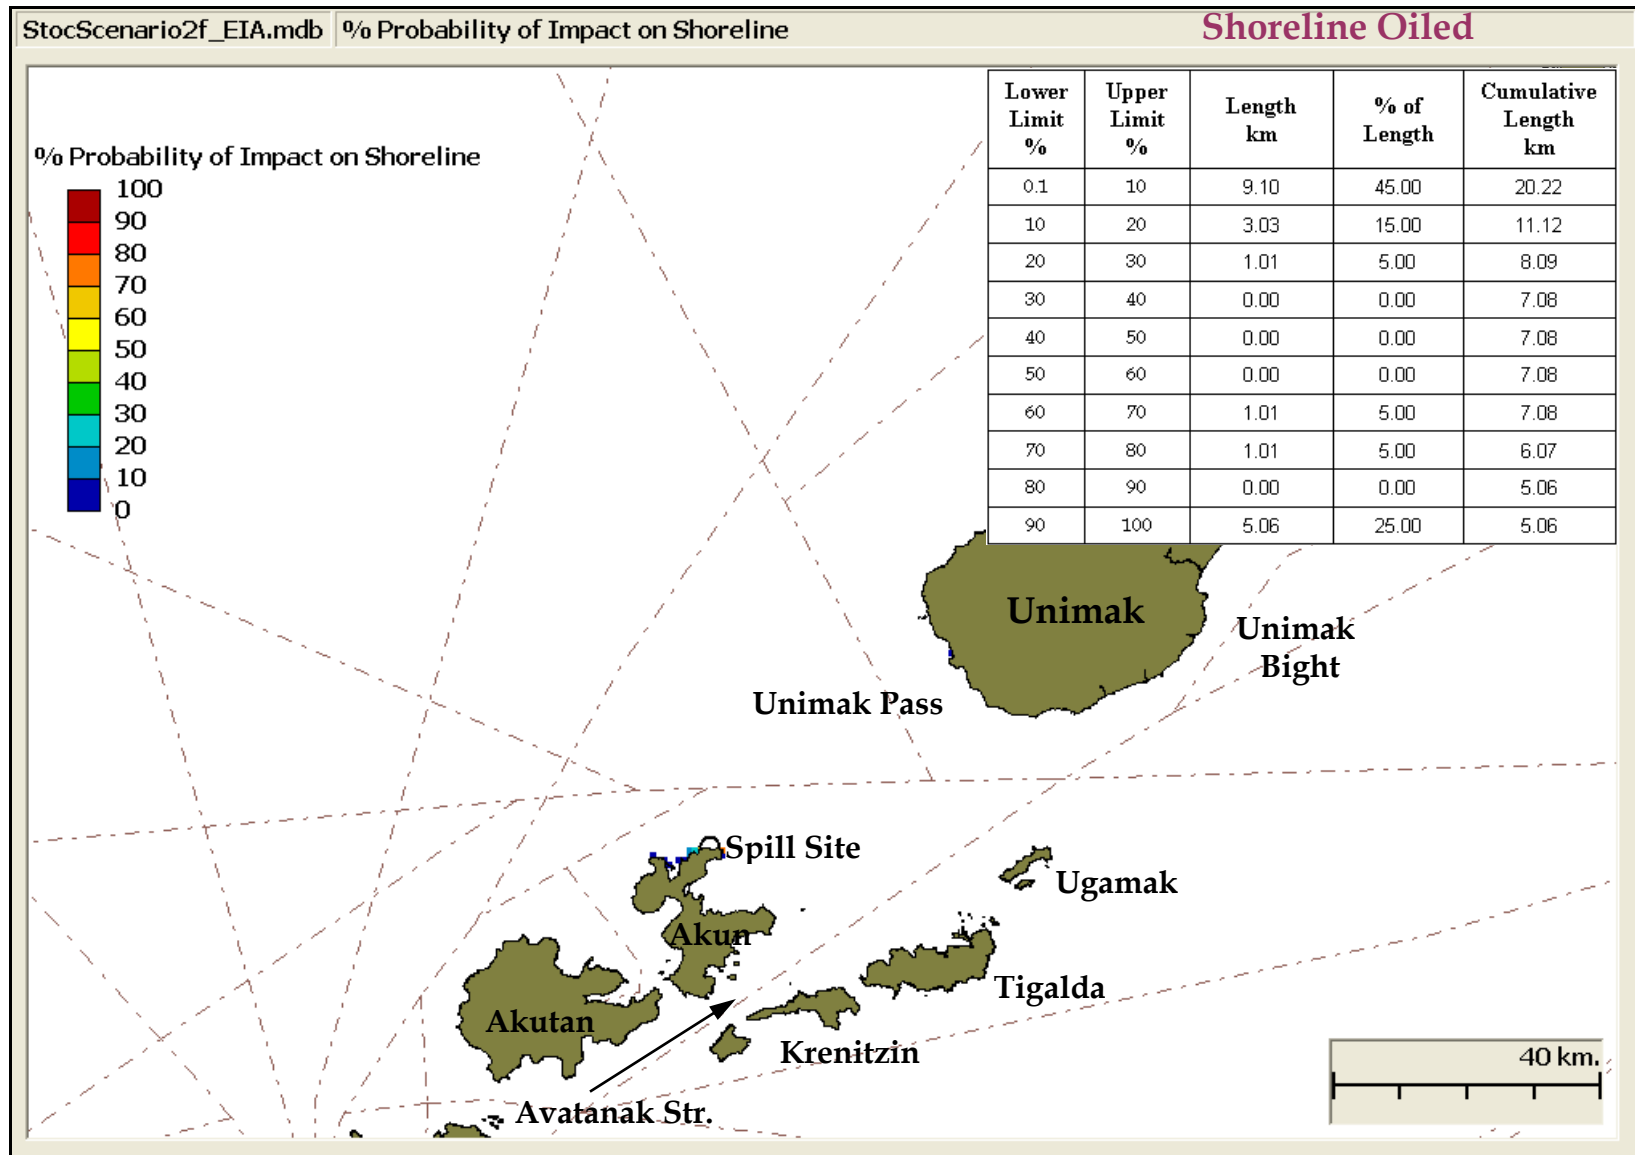 StocScenario2f_EIA.mdb % Probability of Impact on Shoreline
Shoreline Oiled
% Probability of Impact on Shoreline
100
90
80
70
60
50
40
30
20
10
0
Lower Limit % Upper Limit % Length km % of Length Cumulative Length km
0.1 10 9.10 45.00 20.22
10 20 3.03 15.00 11.12
20 30 1.01 5.00 8.09
30 40 0.00 0.00 7.08
40 50 0.00 0.00 7.08
50 60 0.00 0.00 7.08
60 70 1.01 5.00 7.08
70 80 1.01 5.00 6.07
80 90 0.00 0.00 5.06
90 100 5.06 25.00 5.06
Unimak
Unimak
Bight
Unimak Pass
Spill Site
Ugamak
Akun
Tigalda
Akutan
Krenitzin
Avatanak Str.
40 km.